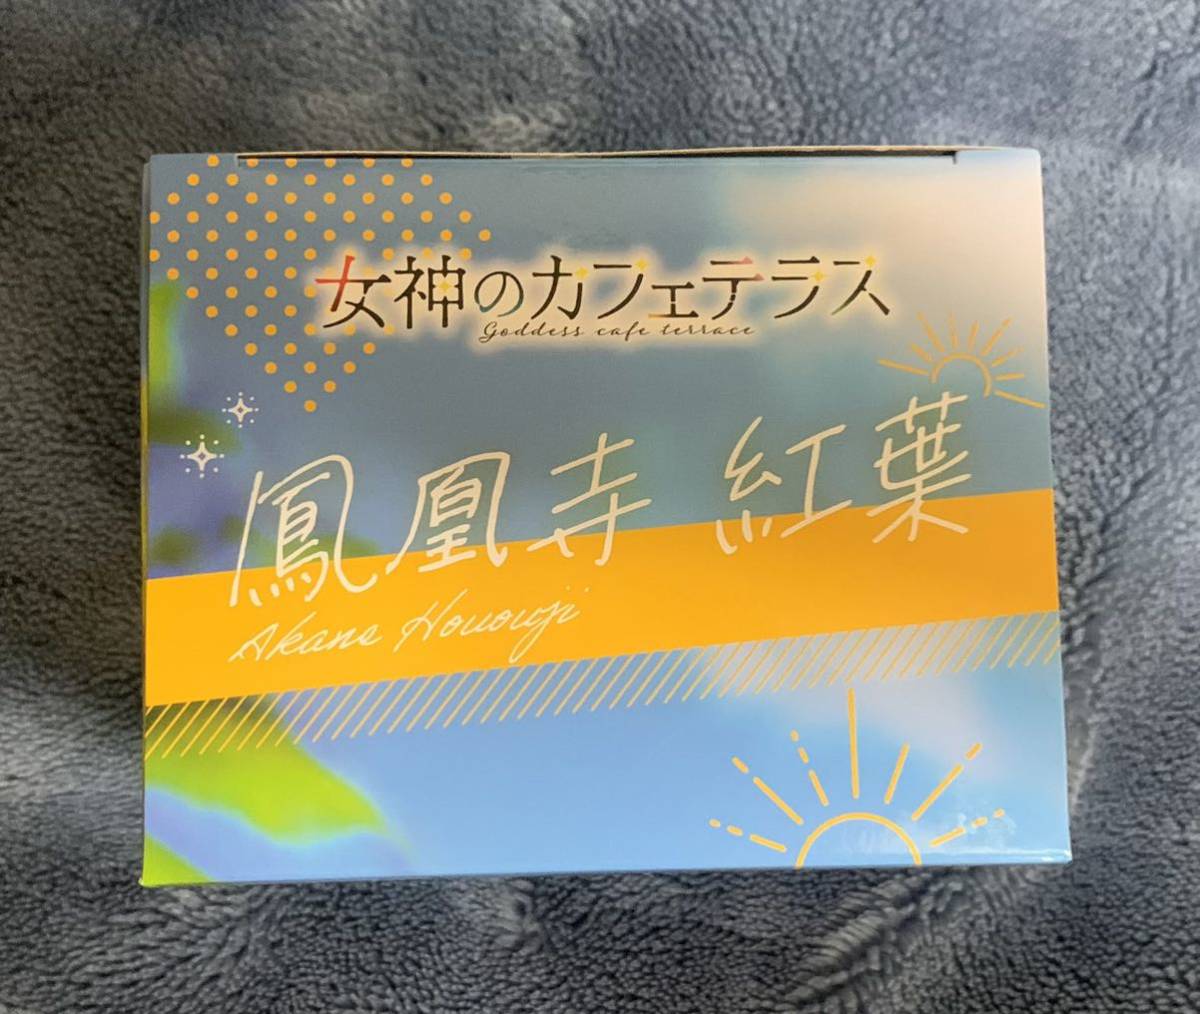 女神のカフェテラス
Goddess cafe terrace
鳳凰寺 紅葉
Akane Hououji